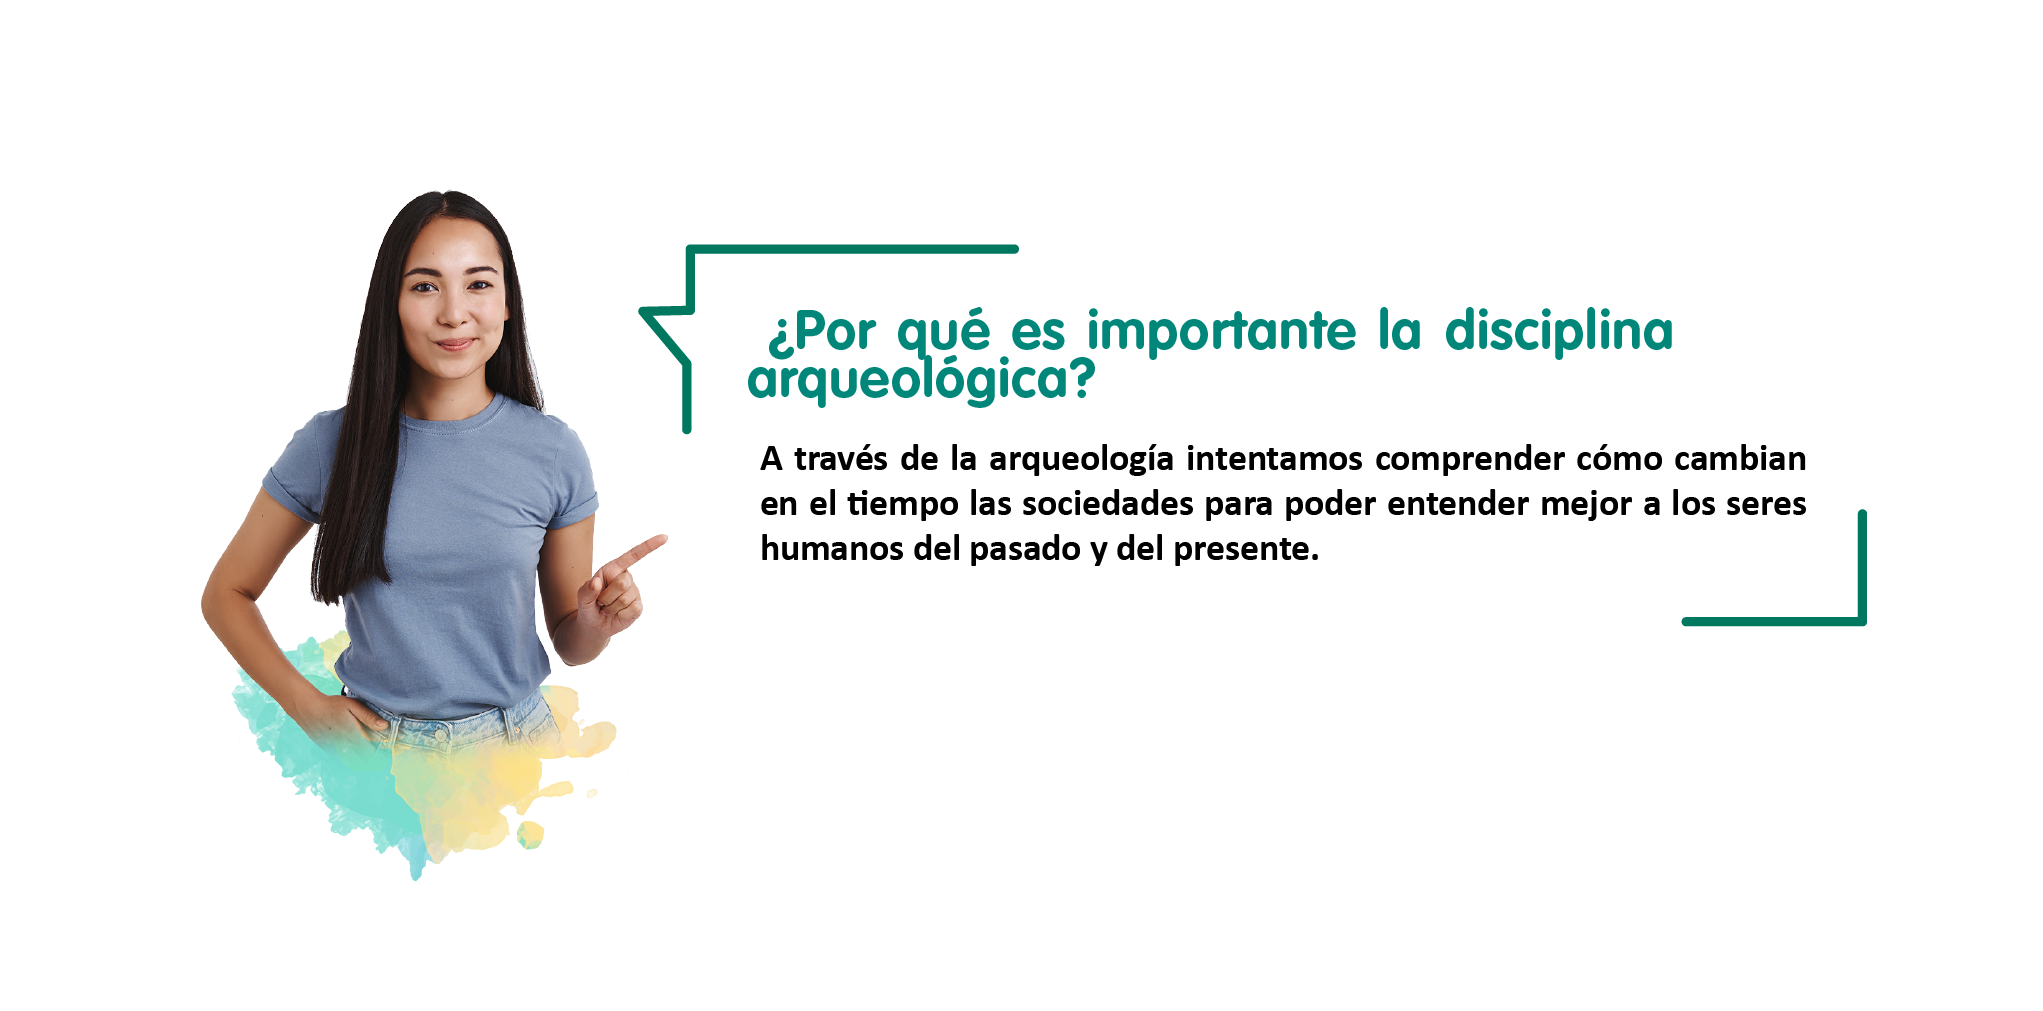 ¿Por qué es importante la disciplina
arqueológica?
A través de la arqueología intentamos comprender cómo cambian
en el tiempo las sociedades para poder entender mejor a los seres
humanos del pasado y del presente.